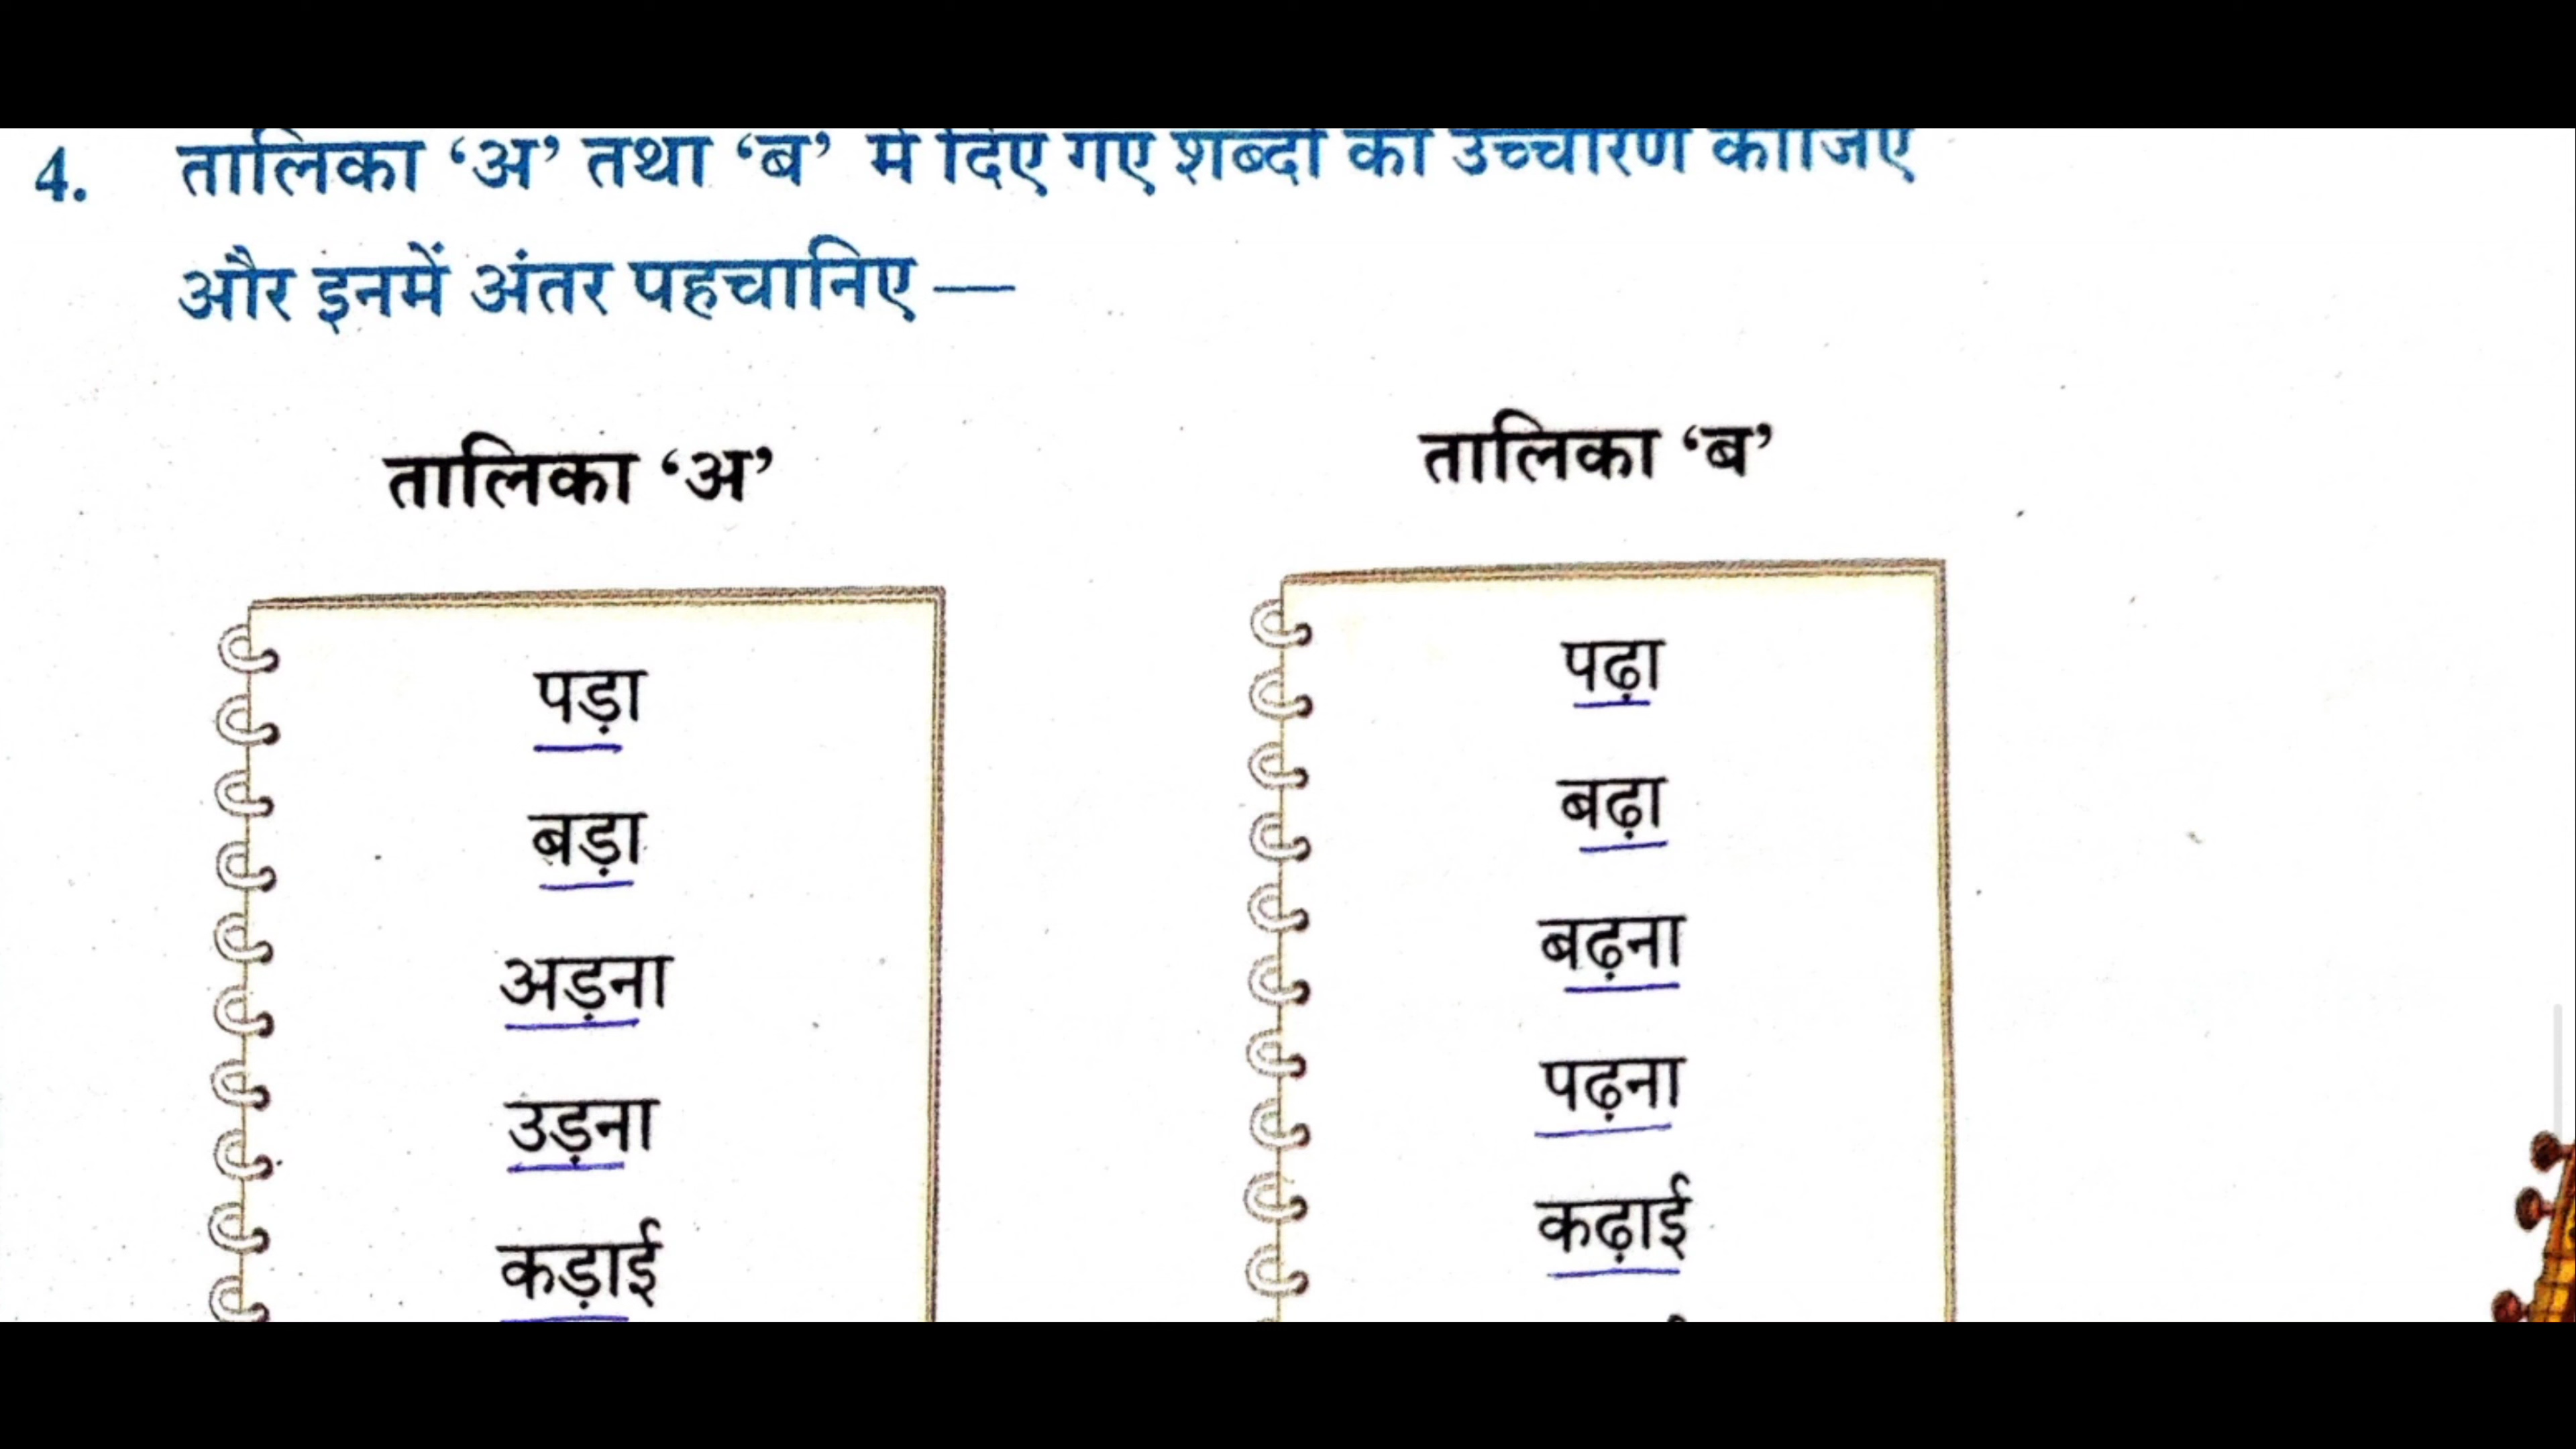 4. तालिका ‘अ’ तथा ‘ब’ में दिए गए शब्दों का उच्चारण कीजिए
और इनमें अंतर पहचानिए —
तालिका ‘अ’
तालिका ‘ब’
पड़ा
पढ़ा
बड़ा
बढ़ा
अड़ना
बढ़ना
उड़ना
पढ़ना
कड़ाई
कढ़ाई